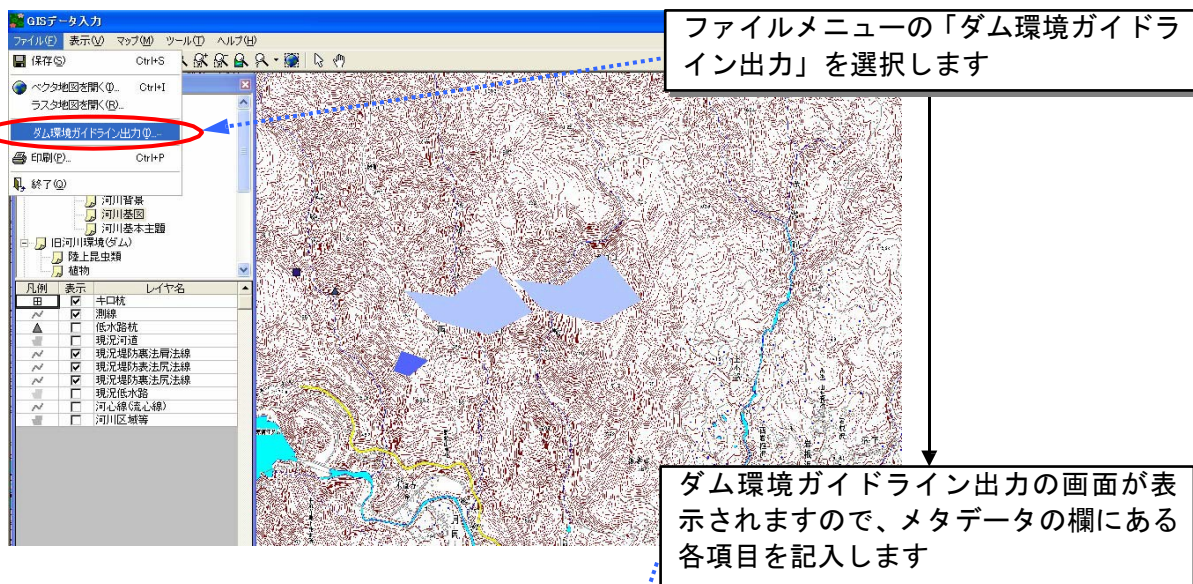 GISデータ入力
ファイル(F) 表示(V) マップ(M) ツール(T) ヘルプ(H)
保存(S) Ctrl+S
ベクタ地図を開く(I)... Ctrl+I
ラスタ地図を開く(R)...
ダム環境ガイドライン出力(I)...
印刷(P)... Ctrl+P
終了(Q)
河川背景
河川基図
河川基本主題
旧河川環境(ダム)
陸上昆虫類
植物
凡例 表示 レイヤ名
キロ杭
測線
低水路杭
現況河道
現況堤防裏法肩法線
現況堤防表法尻法線
現況堤防裏法尻法線
現況低水路
河心線(流心線)
河川区域等
ファイルメニューの「ダム環境ガイドラ
イン出力」を選択します
ダム環境ガイドライン出力の画面が表
示されますので、メタデータの欄にある
各項目を記入します